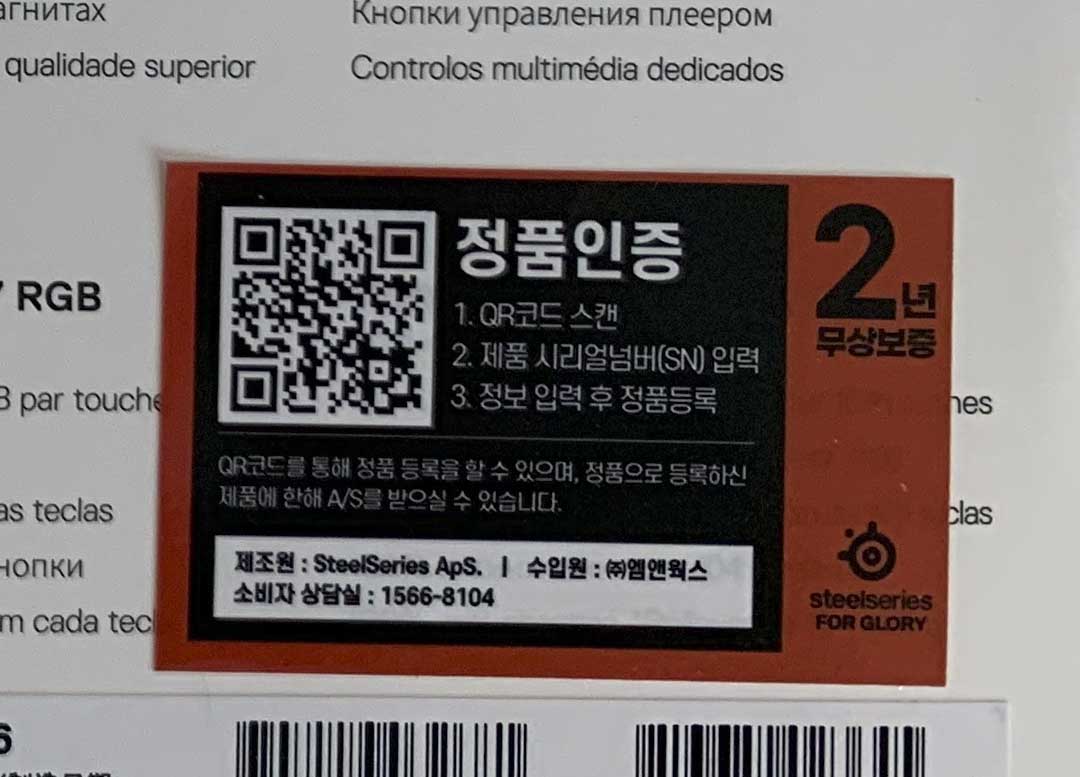 агнитах
Кнопки управления плеером
qualidade superior
Controlos multimédia dedicados
RGB
정품인증
1. QR코드 스캔
2. 제품 시리얼넘버(SN) 입력
3. 정보 입력 후 정품등록
2년
무상보증
par touche
nes
QR코드를 통해 정품 등록을 할 수 있으며, 정품으로 등록하신
제품에 한해 A/S를 받으실 수 있습니다.
as teclas
clas
제조원 : SteelSeries ApS. | 수입원 : ㈜엠앤웍스
소비자 상담실 : 1566-8104
нопки
m cada tecl
steelseries
FOR GLORY
6